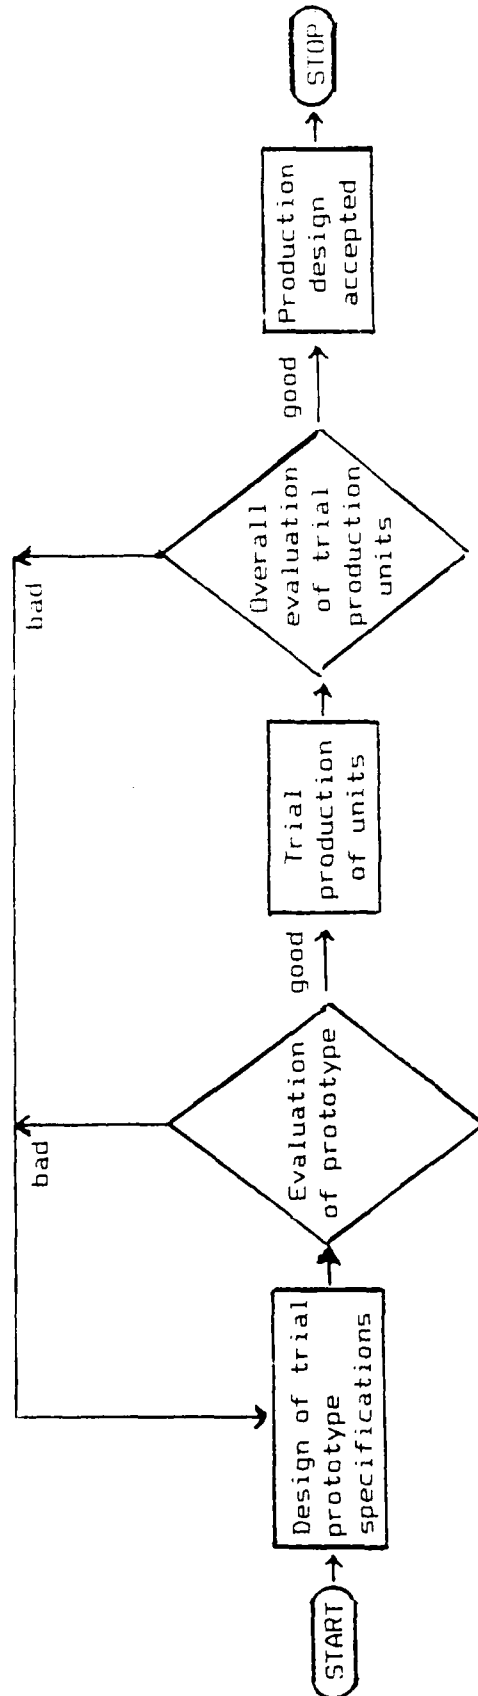 START
Design of trial
prototype
specifications
bad
Evaluation
of prototype
good
Trial
production
of units
bad
Overall
evaluation
of trial
production
units
good
Production
design
accepted
STOP